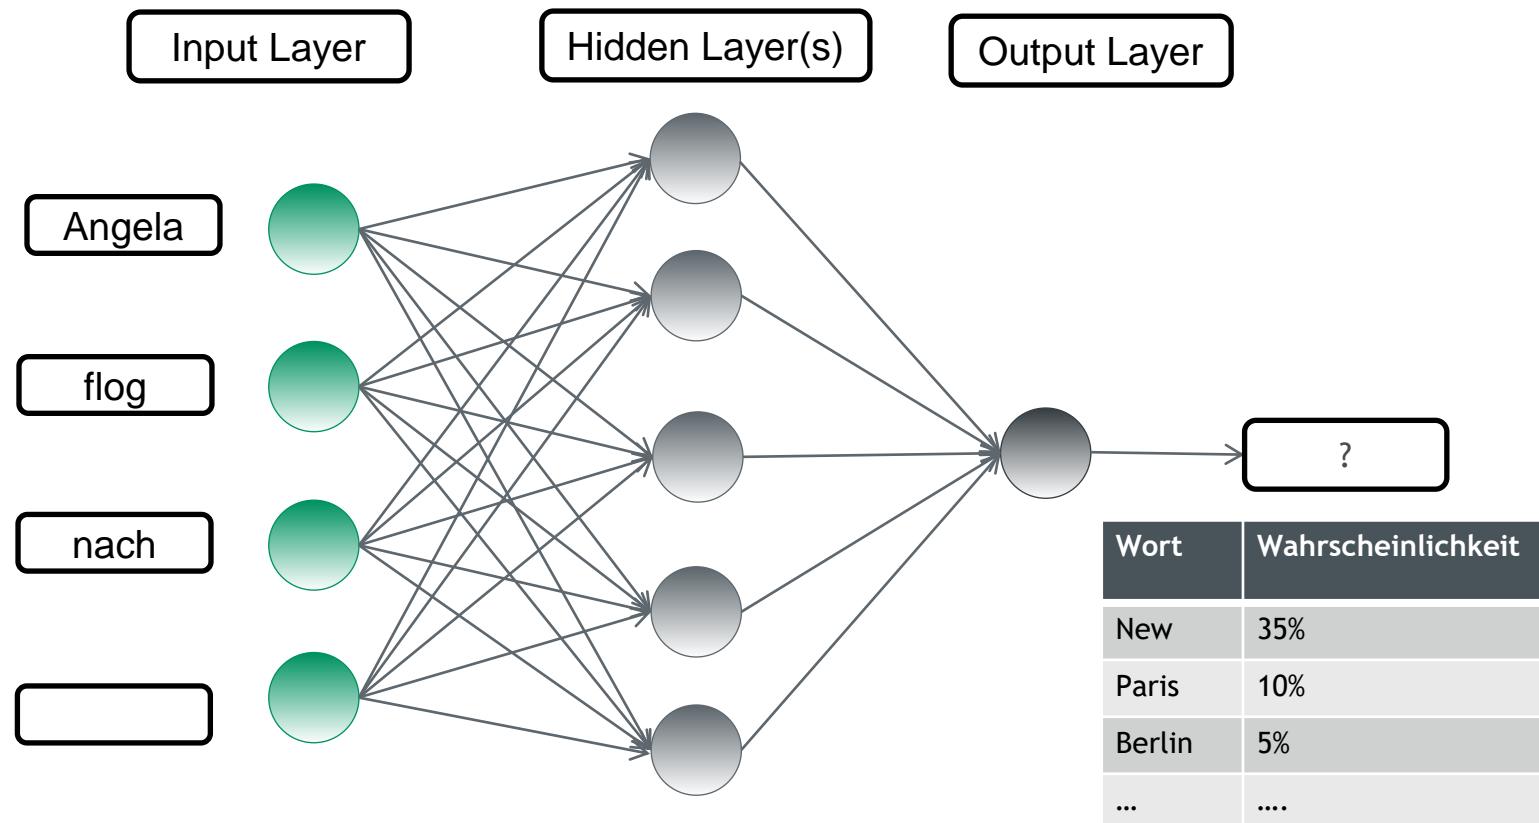 Input Layer
Hidden Layer(s)
Output Layer
Angela
flog
nach
?
Wort Wahrscheinlichkeit
New 35%
Paris 10%
Berlin 5%
… ….